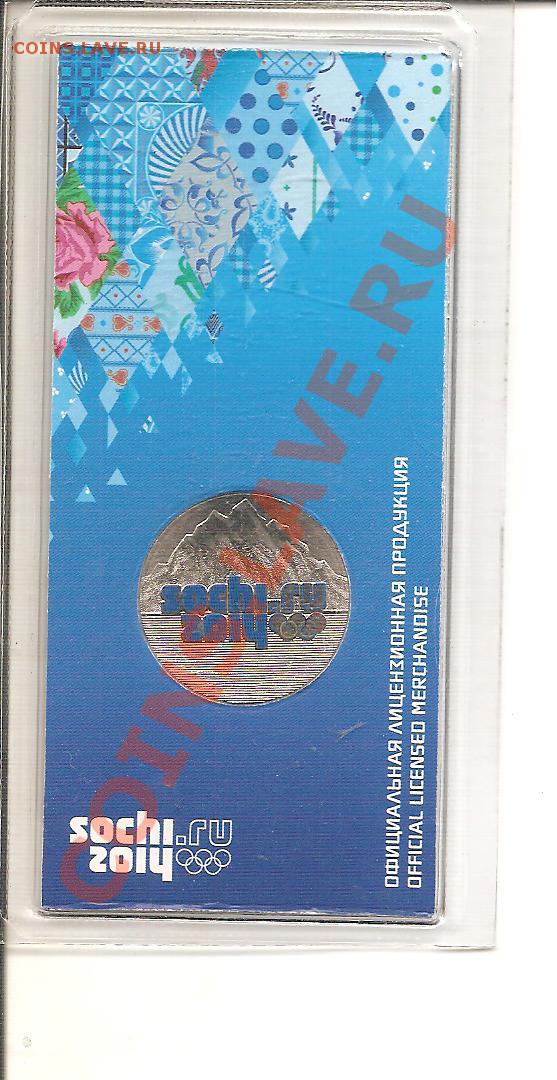 COINS.LAVE.RU
COINS.LAVE.RU
sochi.ru
2014
sochi.ru
2014
ОФИЦИАЛЬНАЯ ЛИЦЕНЗИОННАЯ ПРОДУКЦИЯ
OFFICIAL LICENSED MERCHANDISE